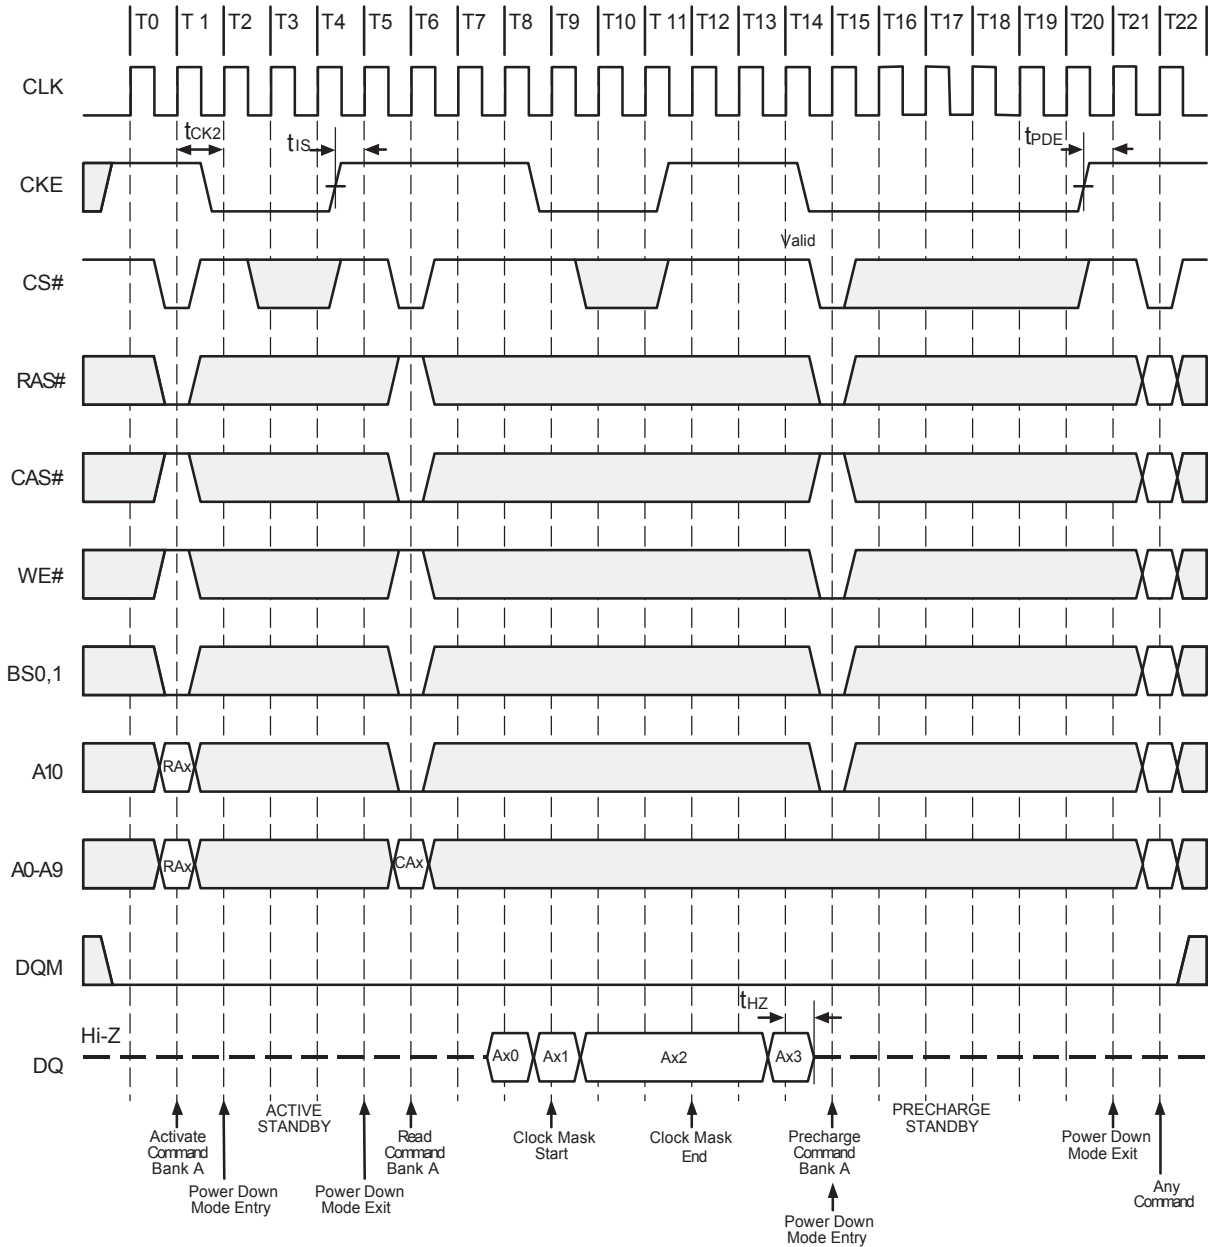 T0 T 1 T2 T3 T4 T5 T6 T7 T8 T9 T10 T 11 T12 T13 T14 T15 T16 T17 T18 T19 T20 T21 T22
CLK
tCK2
tIS
tPDE
CKE
Valid
CS#
RAS#
CAS#
WE#
BS0,1
A10
RAx
A0-A9
RAx
CAx
DQM
tHZ
Hi-Z
DQ
Ax0
Ax1
Ax2
Ax3
ACTIVE
STANDBY
PRECHARGE
STANDBY
Activate
Command
Bank A
Read
Command
Bank A
Clock Mask
Start
Clock Mask
End
Precharge
Command
Bank A
Power Down
Mode Exit
Power Down
Mode Entry
Power Down
Mode Exit
Any
Command
Power Down
Mode Entry